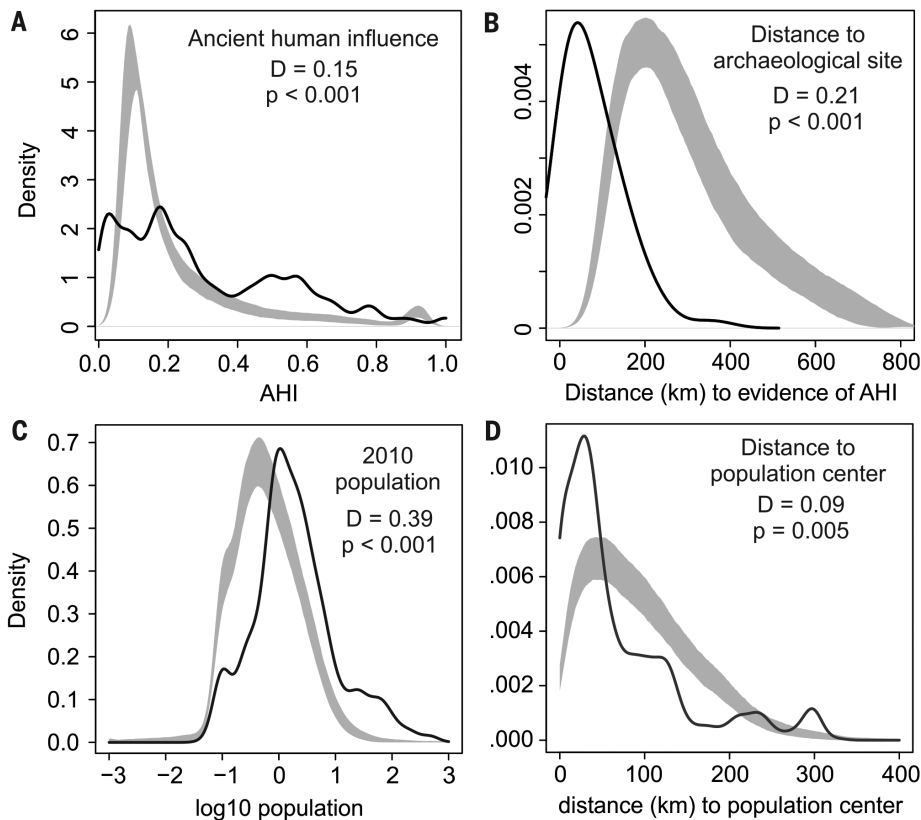 A
Ancient human influence
D = 0.15
p < 0.001
Density
6
5
4
3
2
1
0
0.0 0.2 0.4 0.6 0.8 1.0
AHI
B
Distance to
archaeological site
D = 0.21
p < 0.001
0.004
0.002
0
0 200 400 600 800
Distance (km) to evidence of AHI
C
2010
population
D = 0.39
p < 0.001
Density
0.7
0.6
0.5
0.4
0.3
0.2
0.1
0.0
−3 −2 −1 0 1 2 3
log10 population
D
Distance to
population center
D = 0.09
p = 0.005
.010
.008
.006
.004
.002
.000
0 100 200 300 400
distance (km) to population center